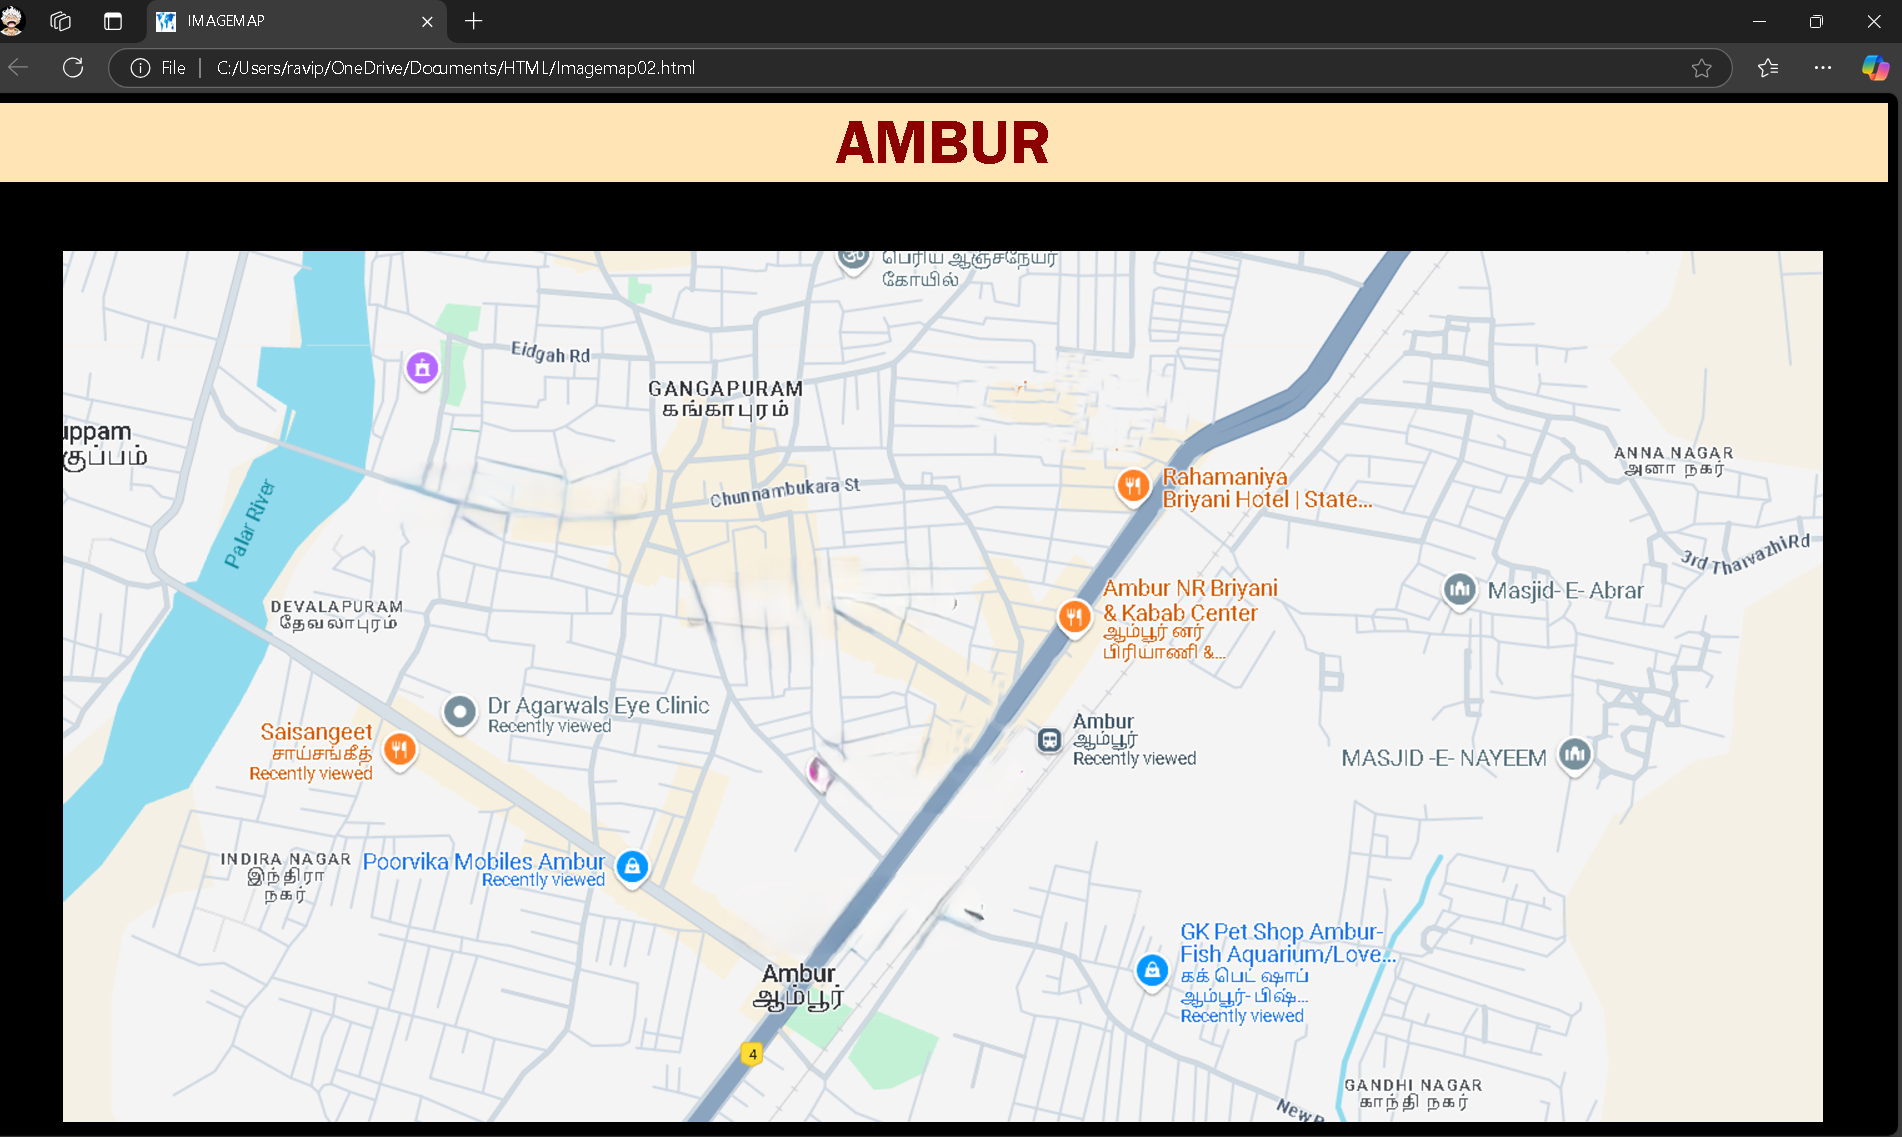 IMAGEMAP
File
C:/Users/ravip/OneDrive/Documents/HTML/Imagemap02.html
AMBUR
பெரிய ஆஞ்சநேயர்
கோயில்
Eidgah Rd
GANGAPURAM
கங்காபுரம்
uppam
குப்பம்
ANNA NAGAR
அனா நகர்
Rahamaniya
Briyani Hotel | State...
Chunnambukara St
Palar River
3rd Thaivazhi Rd
Ambur NR Briyani
& Kabab Center
ஆம்பூர் னர்
பிரியாணி &...
Masjid- E- Abrar
DEVALAPURAM
தேவலாபுரம்
Dr Agarwals Eye Clinic
Recently viewed
Saisangeet
சாய்சங்கீத்
Recently viewed
Ambur
ஆம்பூர்
Recently viewed
MASJID -E- NAYEEM
INDIRA NAGAR
இந்திரா
நகர்
Poorvika Mobiles Ambur
Recently viewed
GK Pet Shop Ambur-
Fish Aquarium/Love...
கக் பெட் ஷாப்
ஆம்பூர்- பிஷ்...
Recently viewed
Ambur
ஆம்பூர்
4
GANDHI NAGAR
காந்தி நகர்
New